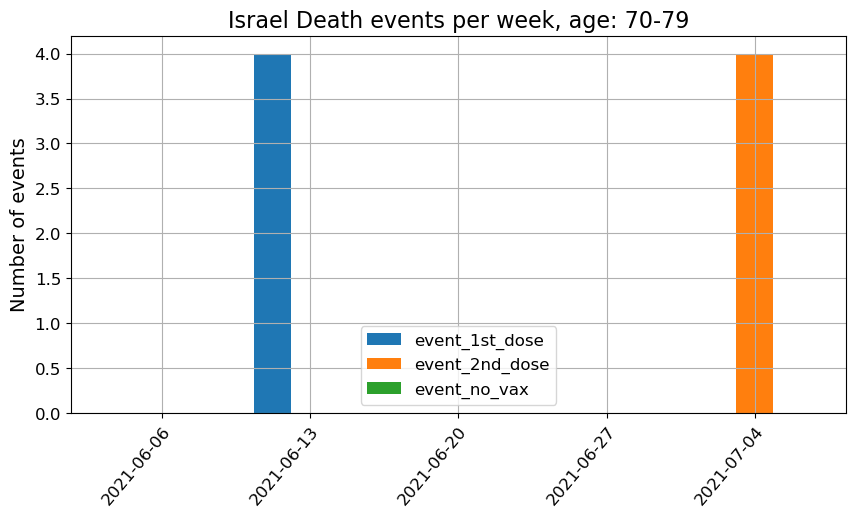 Israel Death events per week, age: 70-79
Number of events
4.0
3.5
3.0
2.5
2.0
1.5
1.0
0.5
0.0
event_1st_dose
event_2nd_dose
event_no_vax
2021-06-06
2021-06-13
2021-06-20
2021-06-27
2021-07-04